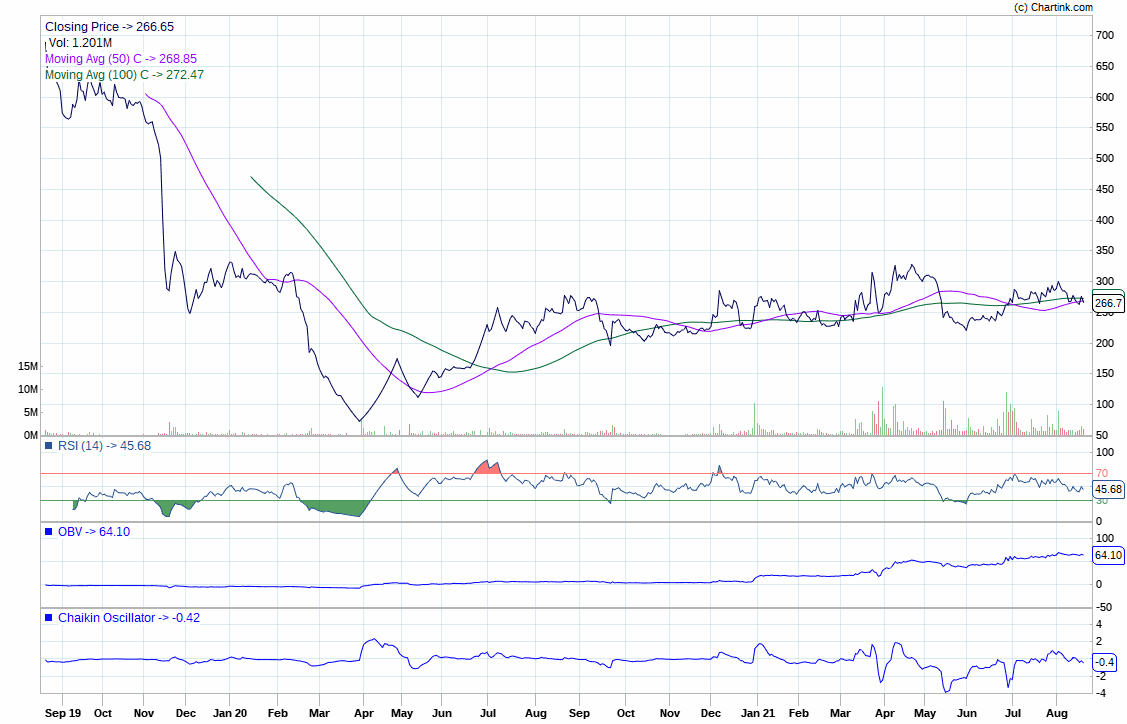 (c) Chartink.com
Closing Price -> 266.65
Vol: 1.201M
Moving Avg (50) C -> 268.85
Moving Avg (100) C -> 272.47
700
650
600
550
500
450
400
350
300
266.7
200
150
100
50
15M
10M
5M
0M
RSI (14) -> 45.68
100
70
45.68
0
OBV -> 64.10
100
64.10
0
-50
Chaikin Oscillator -> -0.42
4
2
-0.4
-2
-4
Sep 19 Oct Nov Dec Jan 20 Feb Mar Apr May Jun Jul Aug Sep Oct Nov Dec Jan 21 Feb Mar Apr May Jun Jul Aug